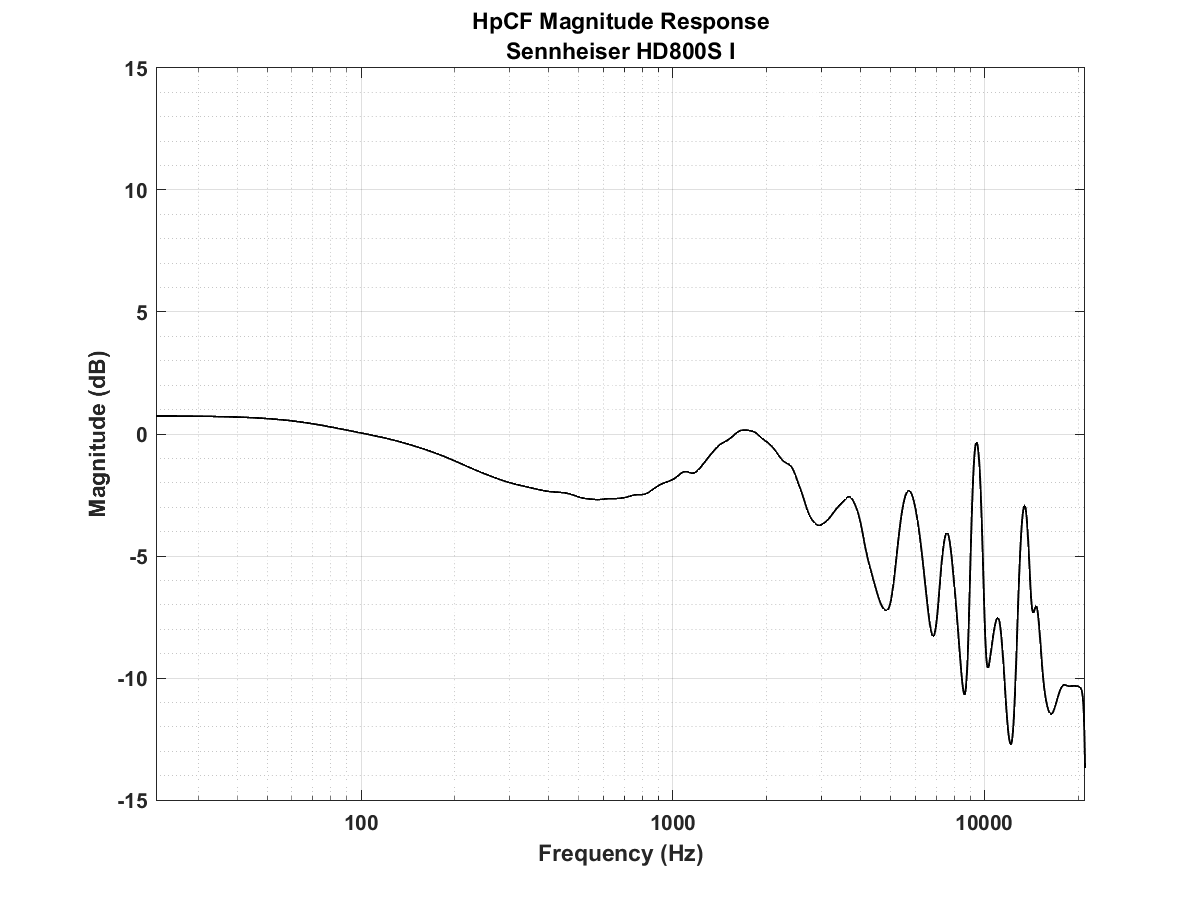 HpCF Magnitude Response
Sennheiser HD800S I
15
10
5
0
-5
-10
-15
Magnitude (dB)
100
1000
10000
Frequency (Hz)